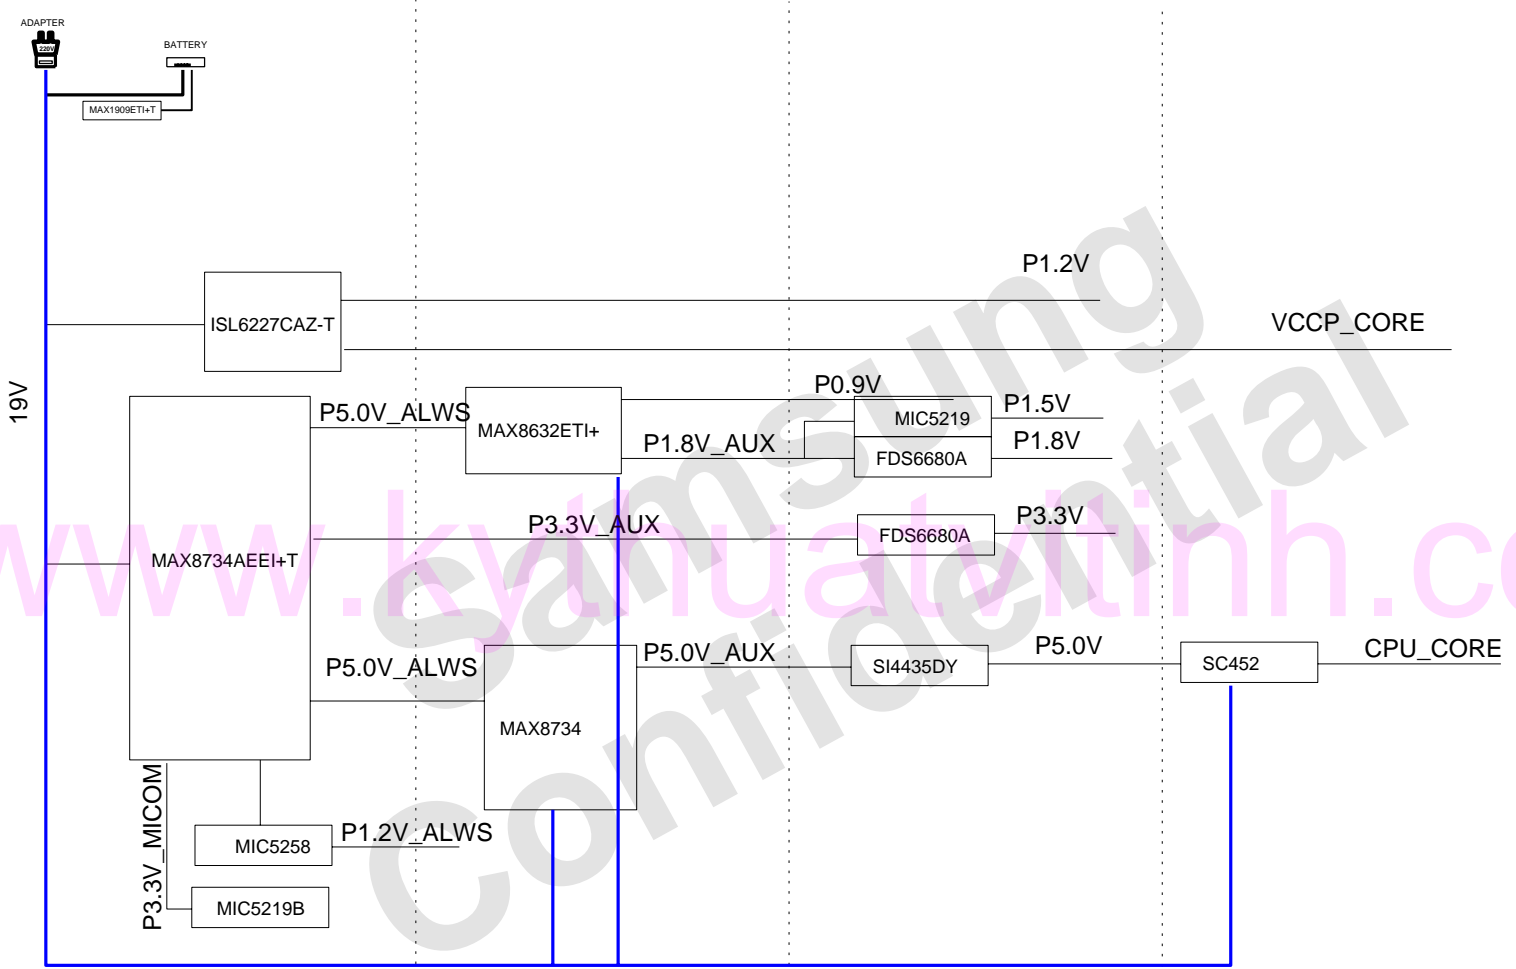 ADAPTER
220V
BATTERY
MAX1909ETI+T
P1.2V
ISL6227CAZ-T
VCCP_CORE
19V
P5.0V_ALWS
MAX8632ETI+
P0.9V
MIC5219
P1.5V
P1.8V_AUX
FDS6680A
P1.8V
P3.3V_AUX
FDS6680A
P3.3V
MAX8734AEEI+T
P5.0V_ALWS
MAX8734
P5.0V_AUX
SI4435DY
P5.0V
SC452
CPU_CORE
P3.3V_MICOM
MIC5258
P1.2V_ALWS
MIC5219B
Samsung
Confidential
www.kythuatvitinh.co